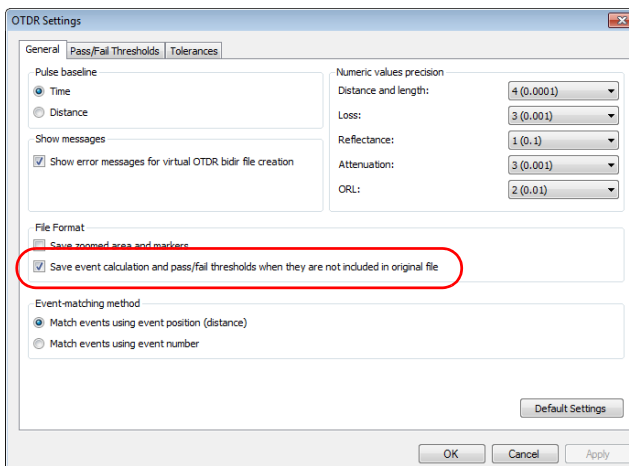 OTDR Settings
General
Pass/Fail Thresholds
Tolerances
Pulse baseline
Time
Distance
Show messages
Show error messages for virtual OTDR bidir file creation
Numeric values precision
Distance and length: 4 (0.0001)
Loss: 3 (0.001)
Reflectance: 1 (0.1)
Attenuation: 3 (0.001)
ORL: 2 (0.01)
File Format
Save zoomed area and markers
Save event calculation and pass/fail thresholds when they are not included in original file
Event-matching method
Match events using event position (distance)
Match events using event number
Default Settings
OK
Cancel
Apply